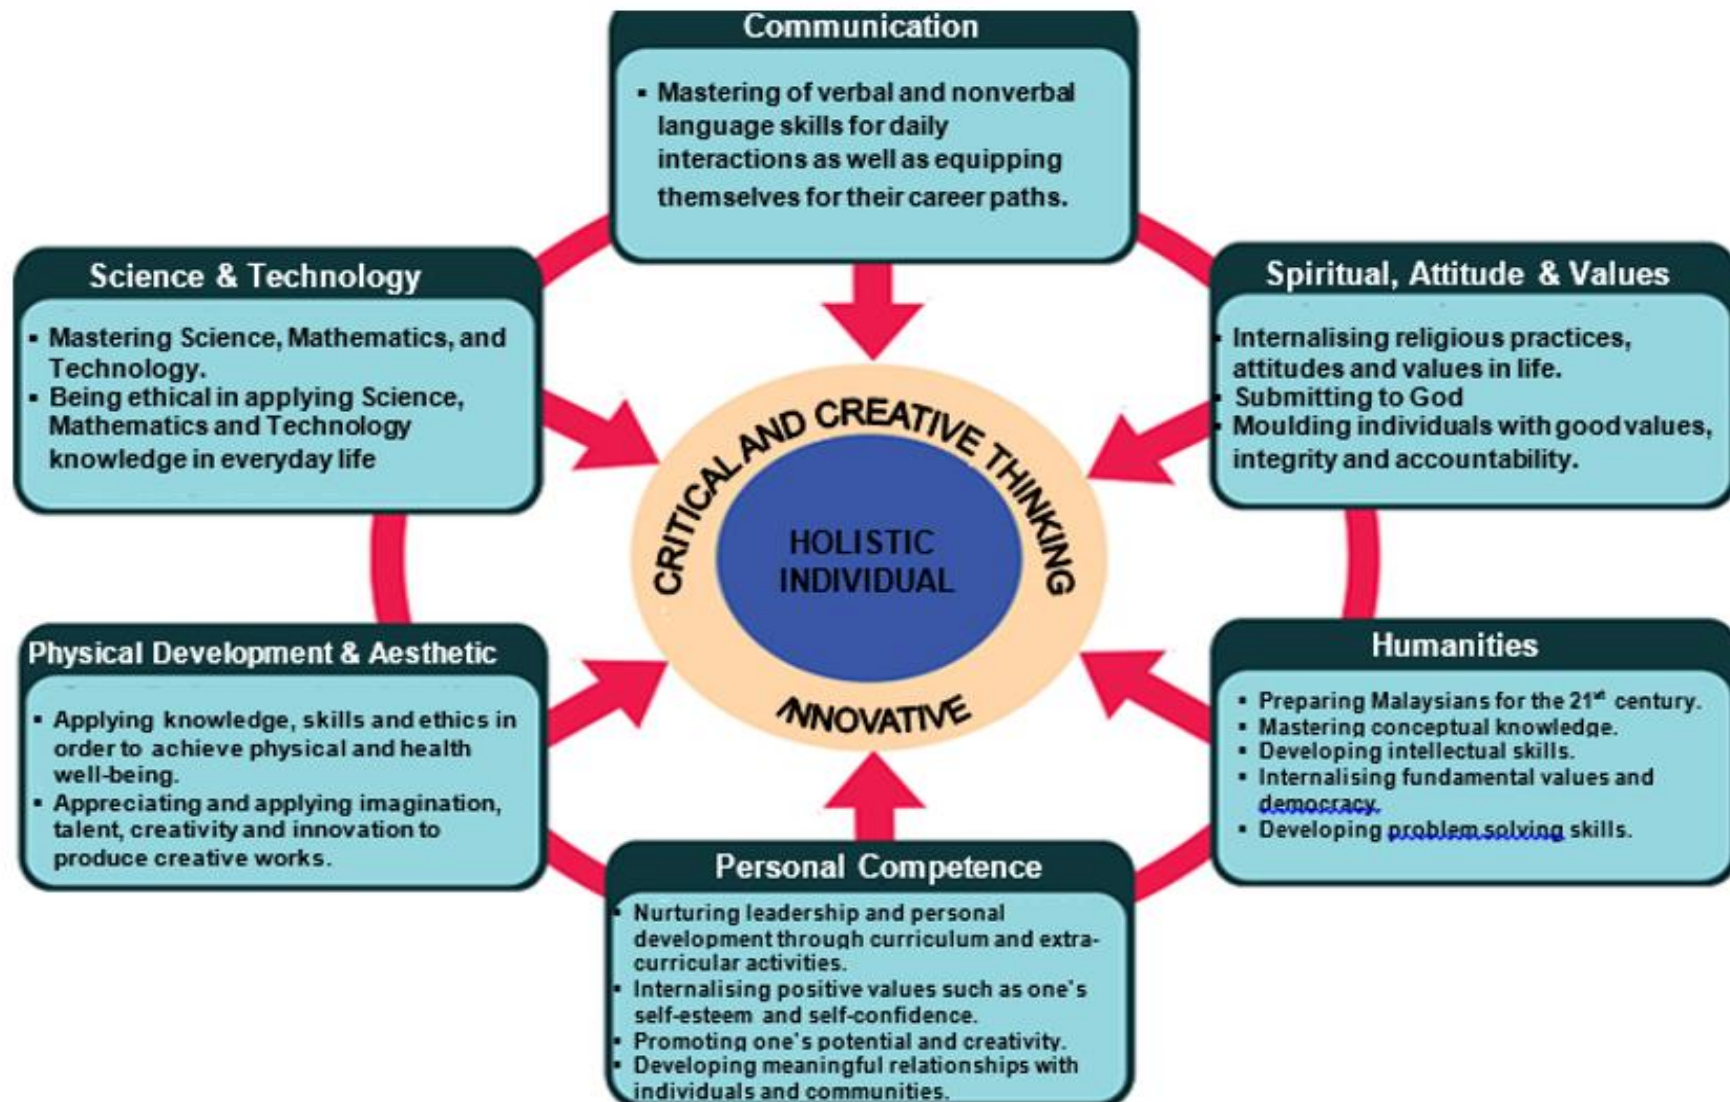 Communication
▪ Mastering of verbal and nonverbal
language skills for daily
interactions as well as equipping
themselves for their career paths.
Science & Technology
▪ Mastering Science, Mathematics, and
Technology.
▪ Being ethical in applying Science,
Mathematics and Technology
knowledge in everyday life
Spiritual, Attitude & Values
▪ Internalising religious practices,
attitudes and values in life.
▪ Submitting to God
▪ Moulding individuals with good values,
integrity and accountability.
CRITICAL AND CREATIVE THINKING
HOLISTIC
INDIVIDUAL
INNOVATIVE
Physical Development & Aesthetic
▪ Applying knowledge, skills and ethics in
order to achieve physical and health
well-being.
▪ Appreciating and applying imagination,
talent, creativity and innovation to
produce creative works.
Humanities
▪ Preparing Malaysians for the 21st century.
▪ Mastering conceptual knowledge.
▪ Developing intellectual skills.
▪ Internalising fundamental values and
democracy.
▪ Developing problem solving skills.
Personal Competence
▪ Nurturing leadership and personal
development through curriculum and extra-
curricular activities.
▪ Internalising positive values such as one's
self-esteem and self-confidence.
▪ Promoting one's potential and creativity.
▪ Developing meaningful relationships with
individuals and communities.